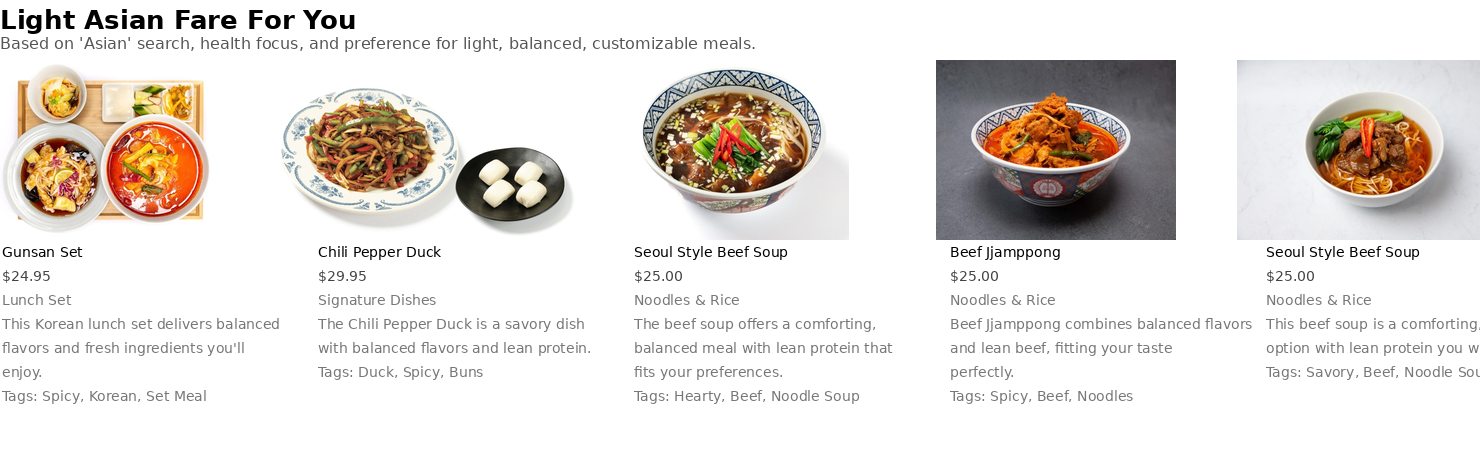 Light Asian Fare For You
Based on 'Asian' search, health focus, and preference for light, balanced, customizable meals.
Gunsan Set
$24.95
Lunch Set
This Korean lunch set delivers balanced
flavors and fresh ingredients you'll
enjoy.
Tags: Spicy, Korean, Set Meal
Chili Pepper Duck
$29.95
Signature Dishes
The Chili Pepper Duck is a savory dish
with balanced flavors and lean protein.
Tags: Duck, Spicy, Buns
Seoul Style Beef Soup
$25.00
Noodles & Rice
The beef soup offers a comforting,
balanced meal with lean protein that
fits your preferences.
Tags: Hearty, Beef, Noodle Soup
Beef Jjamppong
$25.00
Noodles & Rice
Beef Jjamppong combines balanced flavors
and lean beef, fitting your taste
perfectly.
Tags: Spicy, Beef, Noodles
Seoul Style Beef Soup
$25.00
Noodles & Rice
This beef soup is a comforting,
option with lean protein you
Tags: Savory, Beef, Noodle